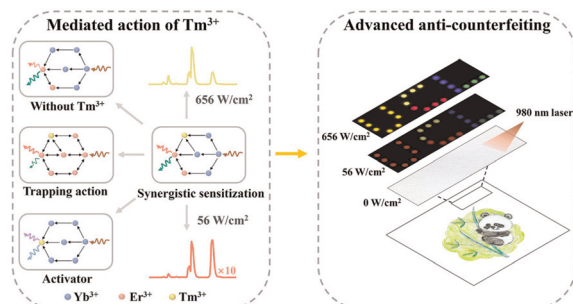 Mediated action of Tm³⁺
Without Tm³⁺
656 W/cm²
Trapping action
Synergistic sensitization
56 W/cm²
Activator
×10
Yb³⁺ Er³⁺ Tm³⁺
Advanced anti-counterfeiting
980 nm laser
656 W/cm²
56 W/cm²
0 W/cm²